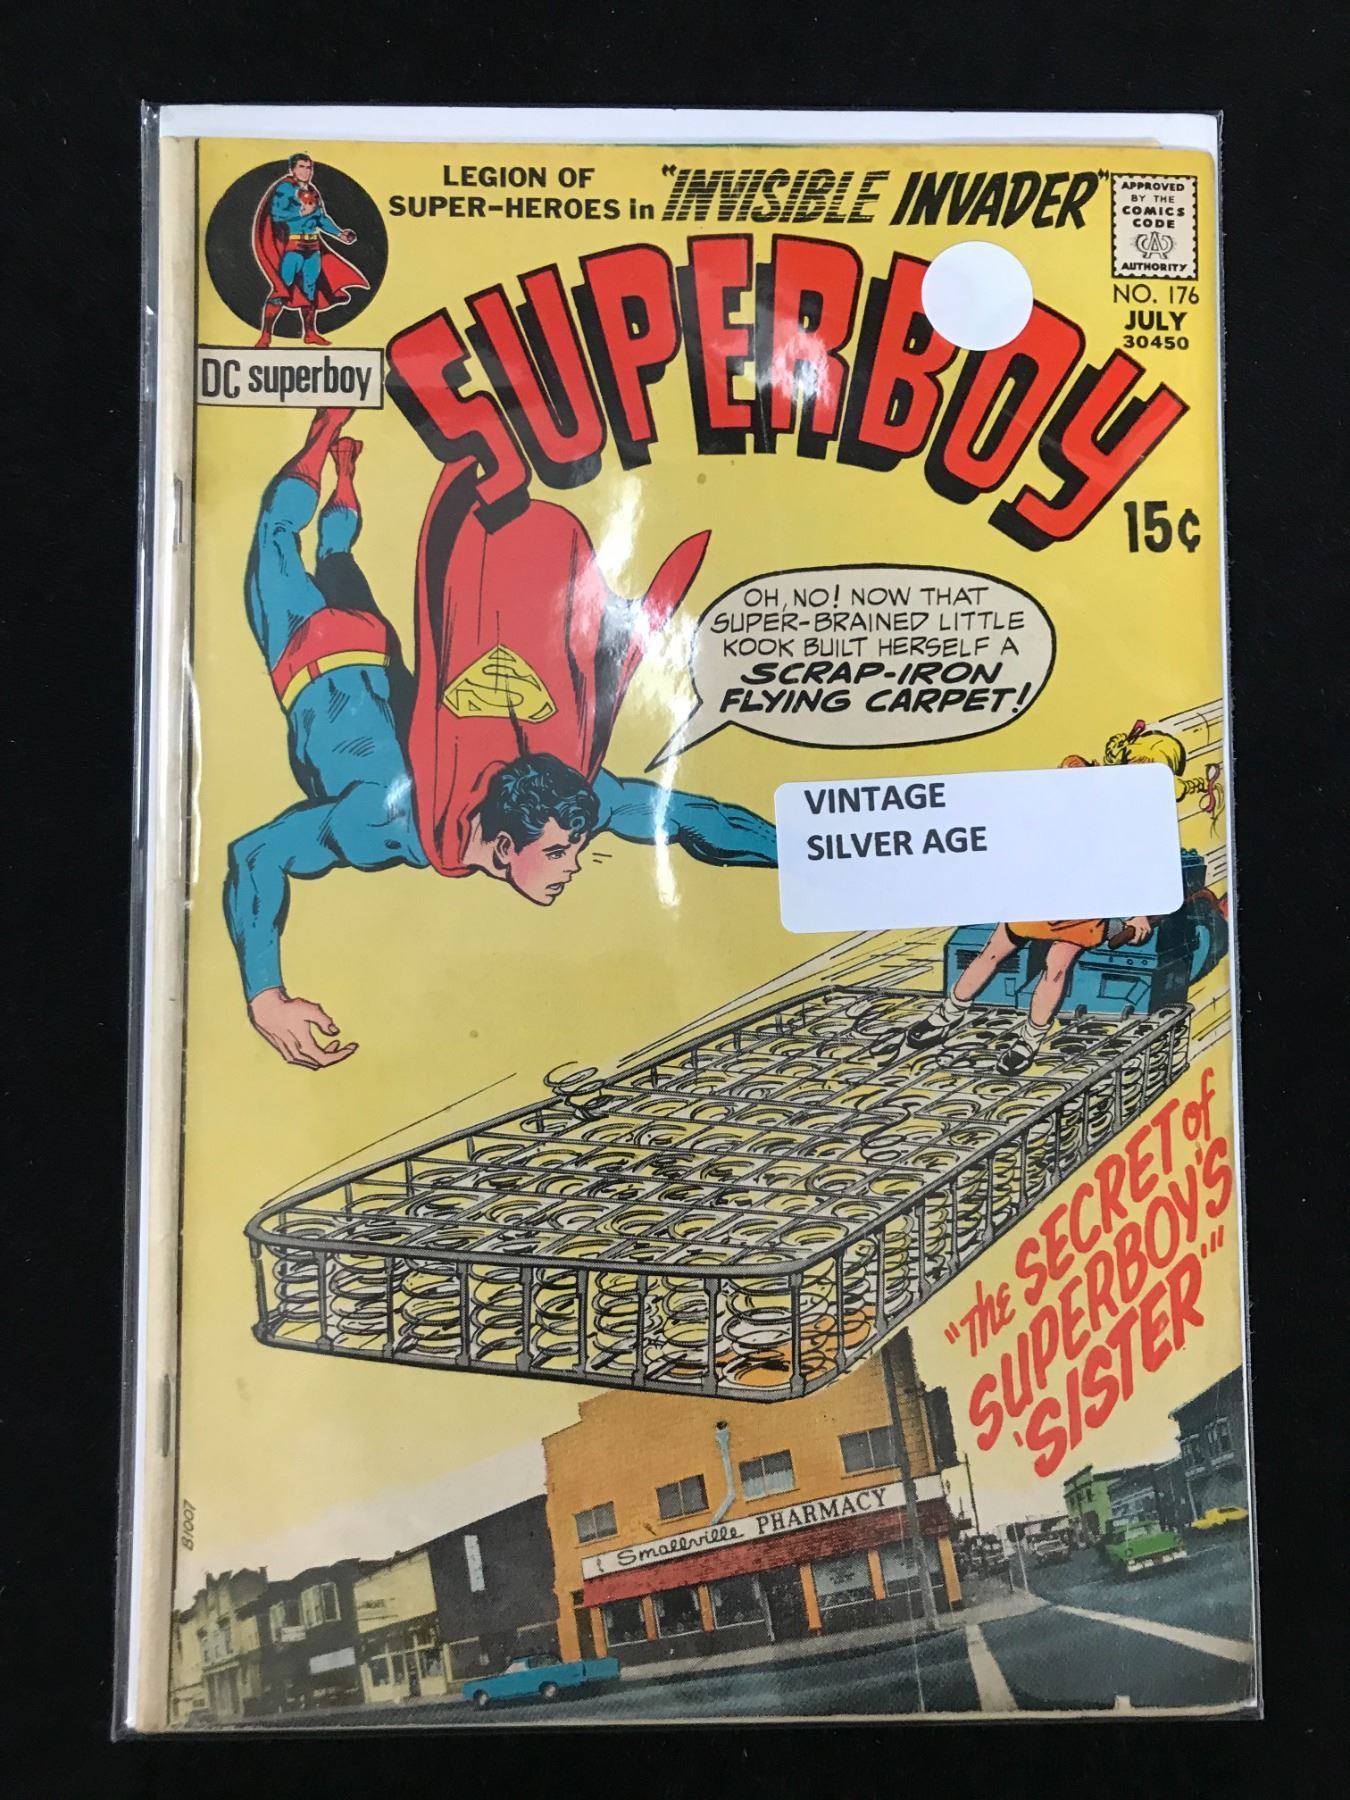 LEGION OF
SUPER-HEROES in "INVISIBLE INVADER"
APPROVED
BY THE
COMICS
CODE
CA
AUTHORITY
NO. 176
JULY
30450
DC superboy
SUPERBOY
15¢
OH, NO! NOW THAT
SUPER-BRAINED LITTLE
KOOK BUILT HERSELF A
SCRAP-IRON
FLYING CARPET!
S
VINTAGE
SILVER AGE
"The SECRET of
SUPERBOY'S
'SISTER'"
Smallville PHARMACY
B1007